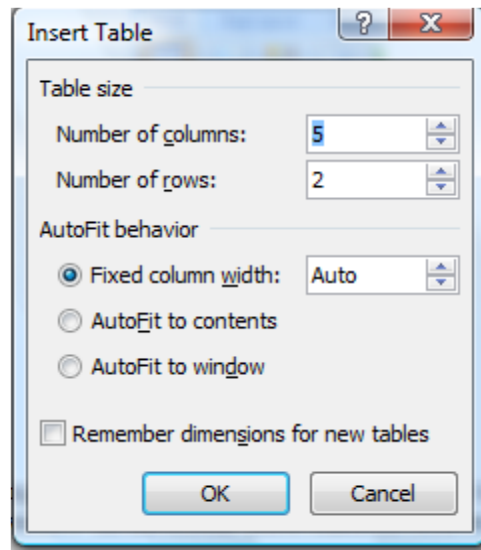 Insert Table
Table size
Number of columns: 5
Number of rows: 2
AutoFit behavior
Fixed column width: Auto
AutoFit to contents
AutoFit to window
Remember dimensions for new tables
OK Cancel